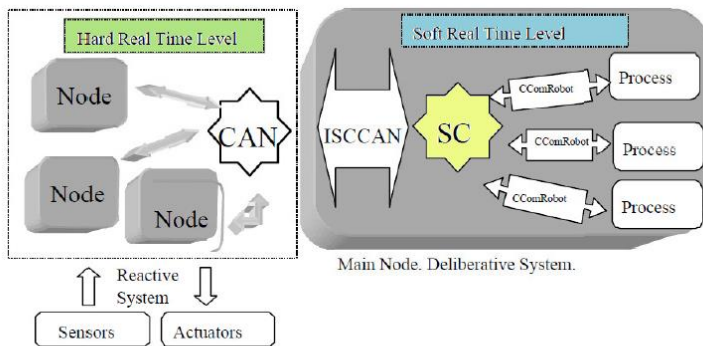 Hard Real Time Level
Node
CAN
Node
Node
Reactive
System
Sensors
Actuators
Soft Real Time Level
ISCCAN
SC
CComRobot
Process
CComRobot
Process
CComRobot
Process
Main Node. Deliberative System.